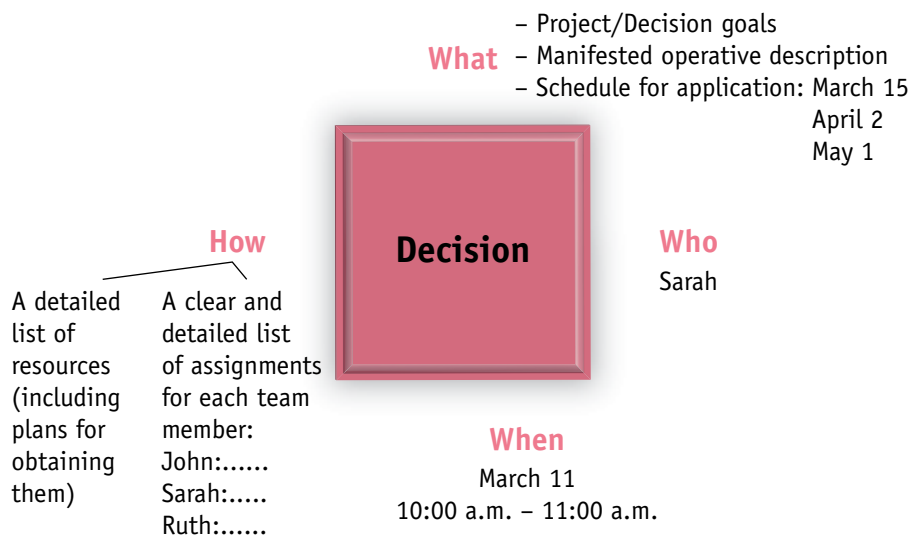 What
– Project/Decision goals
– Manifested operative description
– Schedule for application: March 15
April 2
May 1
How
A detailed
list of
resources
(including
plans for
obtaining
them)
A clear and
detailed list
of assignments
for each team
member:
John:......
Sarah:.....
Ruth:......
Decision
Who
Sarah
When
March 11
10:00 a.m. – 11:00 a.m.